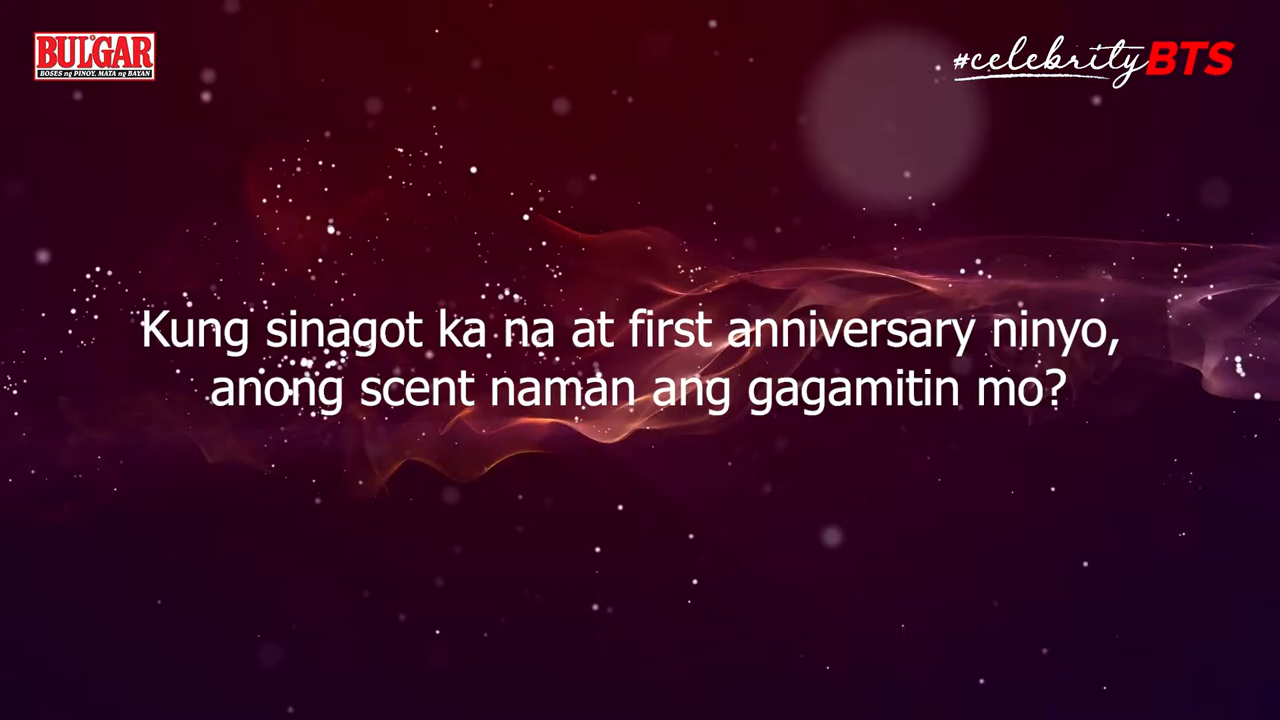 BULGAR
BOSES ng PINOY, MATA ng BAYAN
#celebrityBTS
Kung sinagot ka na at first anniversary ninyo,
anong scent naman ang gagamitin mo?